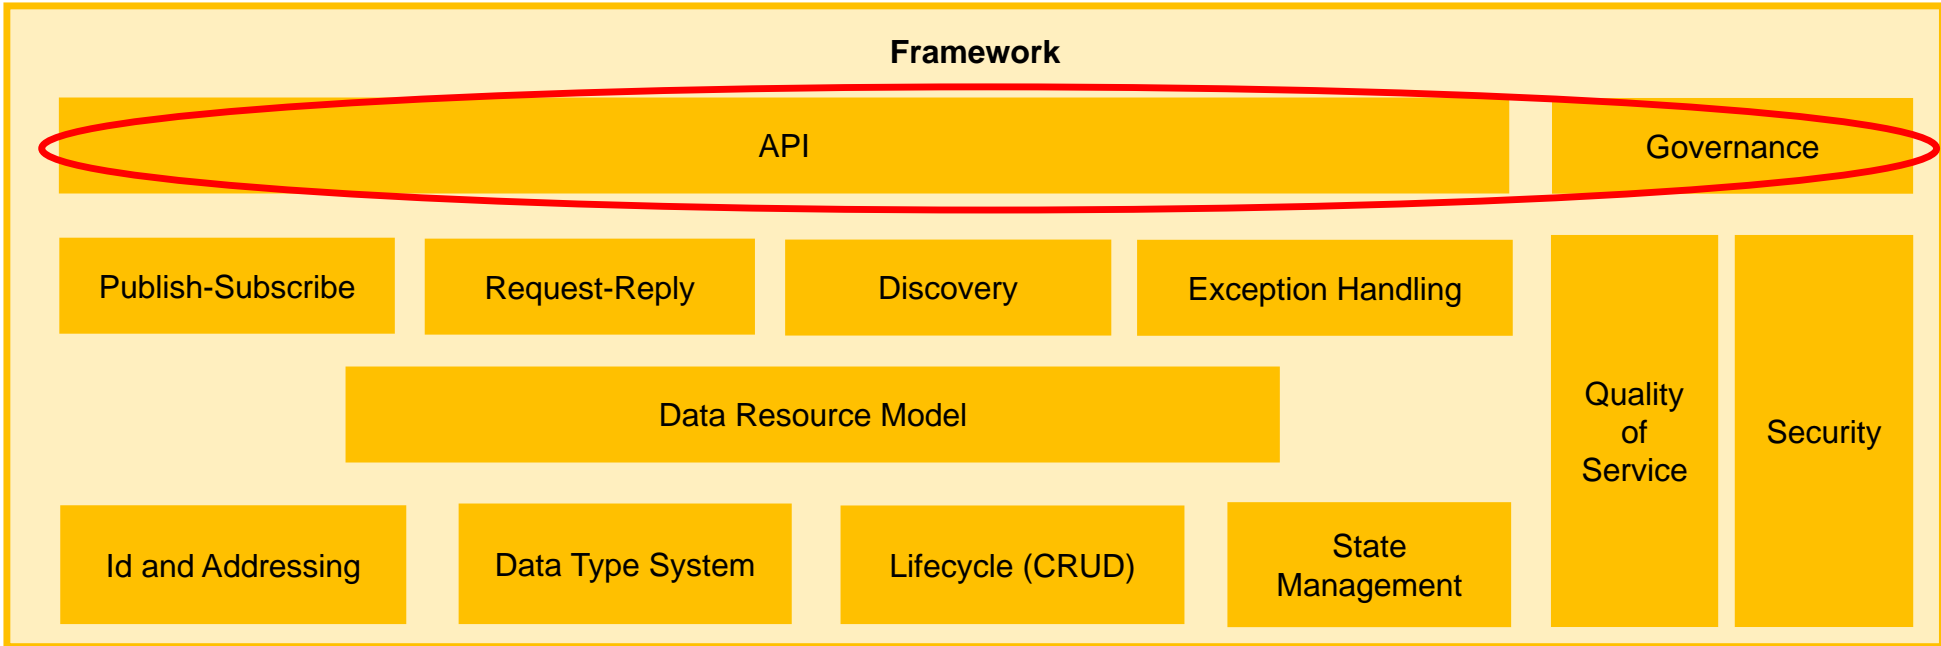 Framework
API
Governance
Publish-Subscribe
Request-Reply
Discovery
Exception Handling
Data Resource Model
Quality
of
Service
Security
Id and Addressing
Data Type System
Lifecycle (CRUD)
State
Management